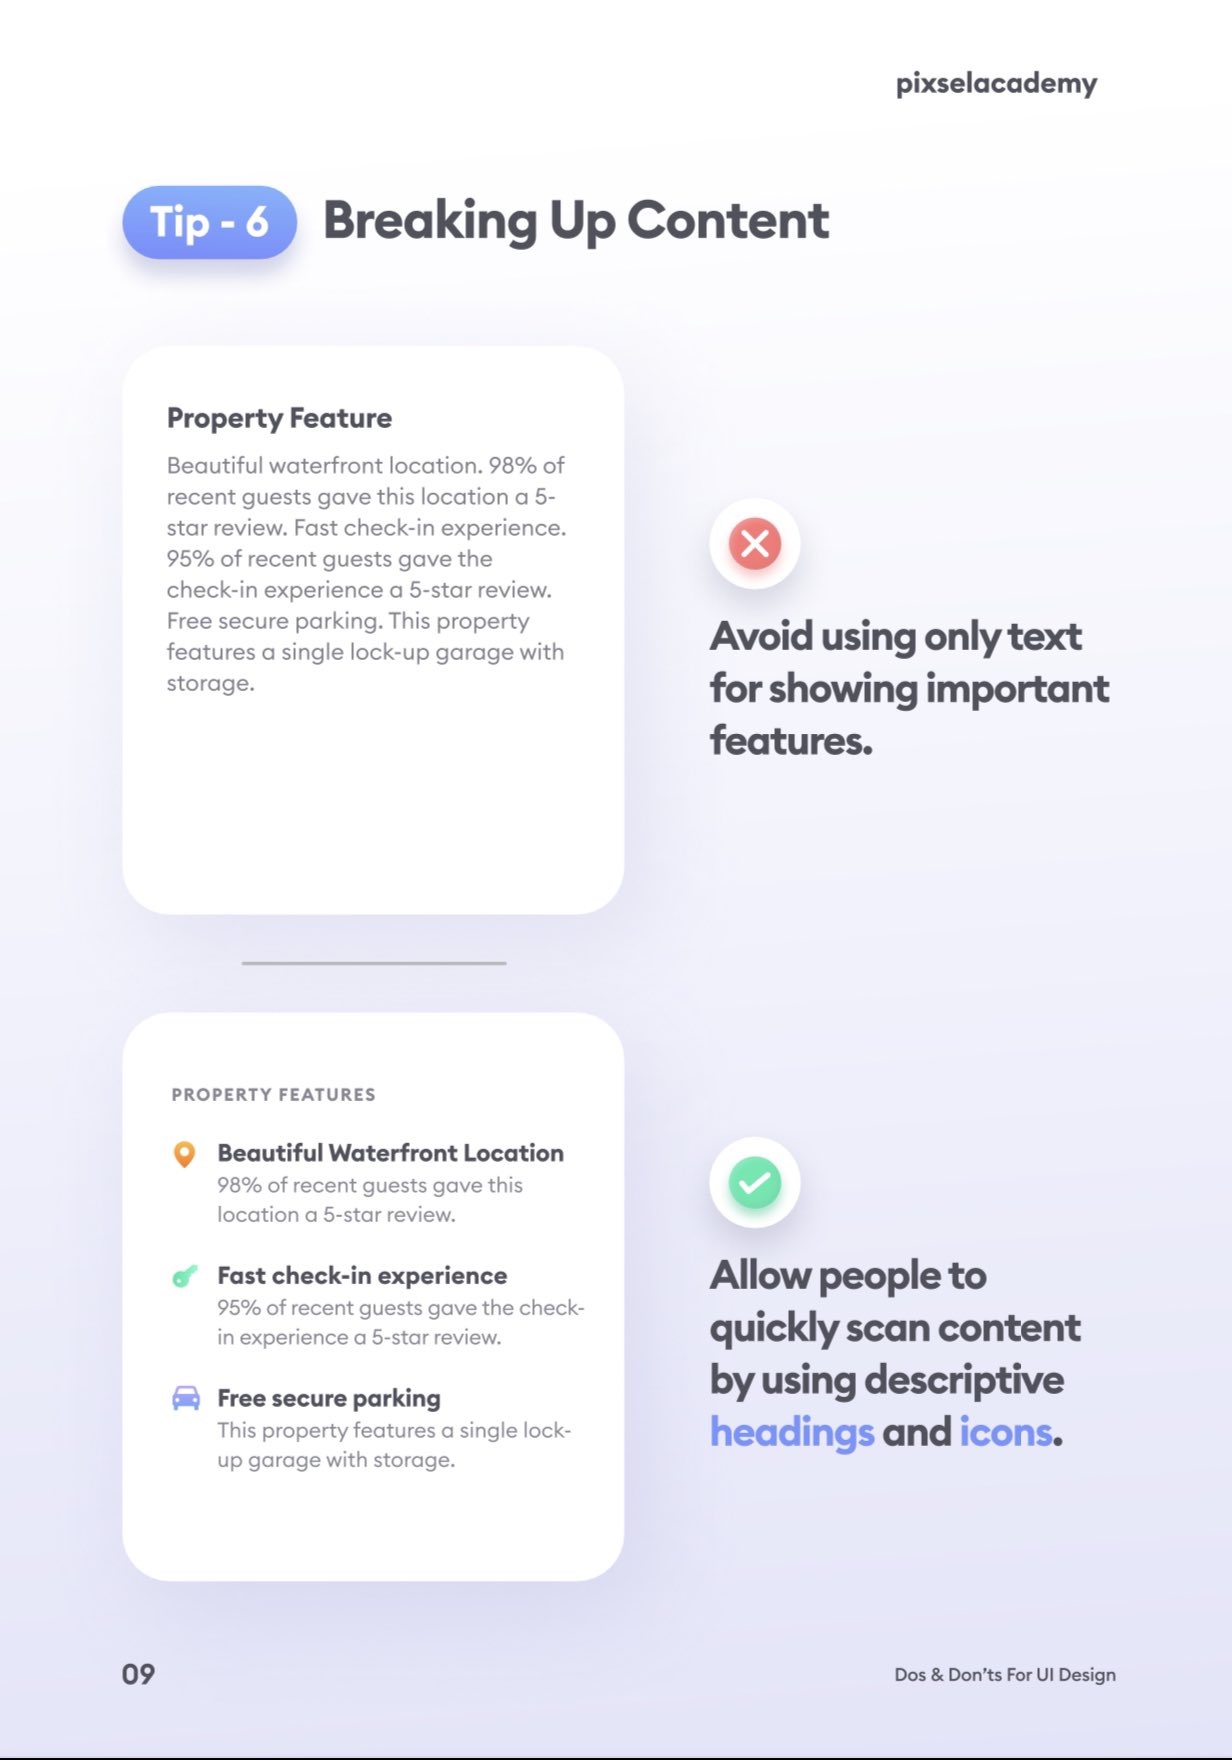 pixselacademy
Tip - 6
Breaking Up Content
Property Feature
Beautiful waterfront location. 98% of
recent guests gave this location a 5-
star review. Fast check-in experience.
95% of recent guests gave the
check-in experience a 5-star review.
Free secure parking. This property
features a single lock-up garage with
storage.
Avoid using only text
for showing important
features.
PROPERTY FEATURES
Beautiful Waterfront Location
98% of recent guests gave this
location a 5-star review.
Fast check-in experience
95% of recent guests gave the check-
in experience a 5-star review.
Free secure parking
This property features a single lock-
up garage with storage.
Allow people to
quickly scan content
by using descriptive
headings and icons.
09
Dos & Don’ts For UI Design